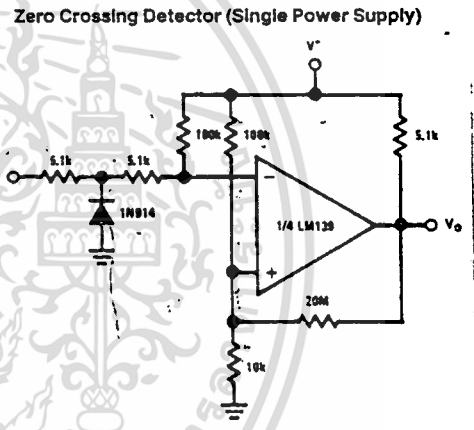 Zero Crossing Detector (Single Power Supply)
V+
100k
100k
5.1k
5.1k
5.1k
1N914
-
1/4 LM139
Vo
+
20M
10k